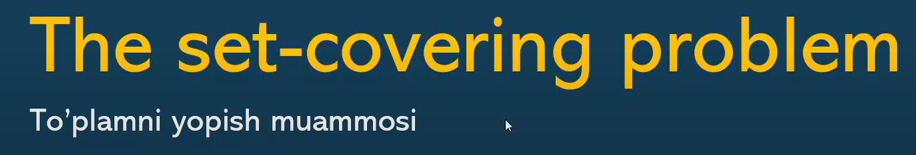 The set-covering problem
To’plamni yopish muammosi